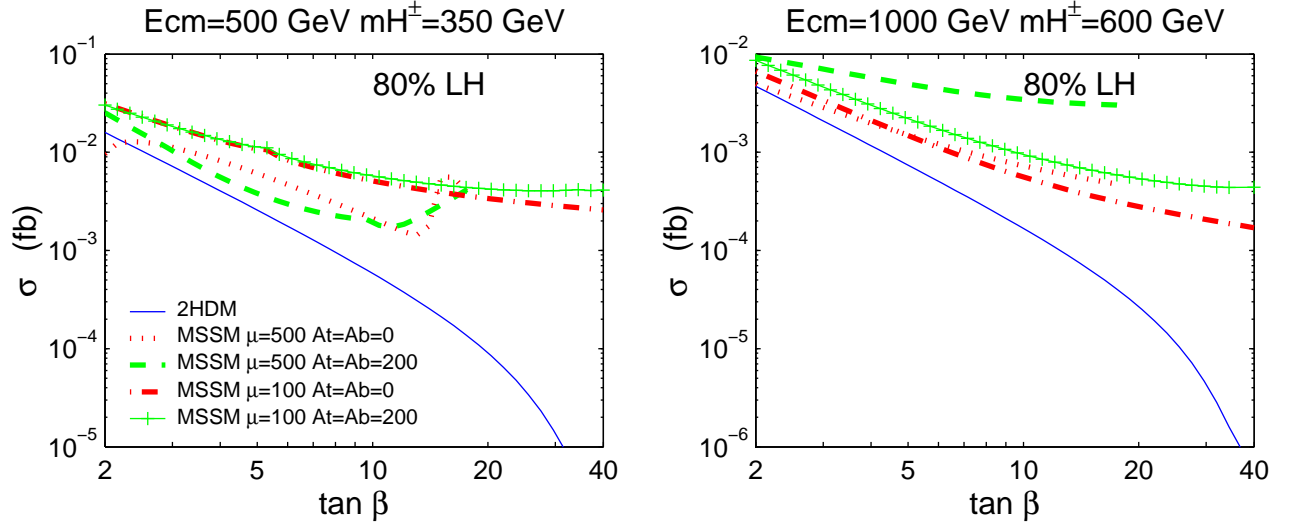 Ecm=500 GeV mH±=350 GeV
80% LH
σ (fb)
10⁻¹
10⁻²
10⁻³
10⁻⁴
10⁻⁵
2HDM
MSSM μ=500 At=Ab=0
MSSM μ=500 At=Ab=200
MSSM μ=100 At=Ab=0
MSSM μ=100 At=Ab=200
2 5 10 20 40
tan β
Ecm=1000 GeV mH±=600 GeV
80% LH
σ (fb)
10⁻²
10⁻³
10⁻⁴
10⁻⁵
10⁻⁶
2 5 10 20 40
tan β